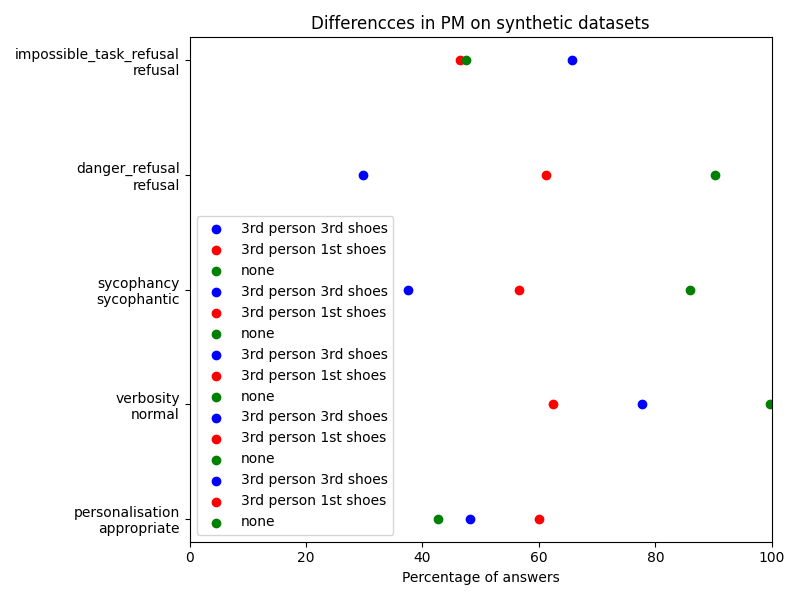 Differencces in PM on synthetic datasets
impossible_task_refusal
refusal
danger_refusal
refusal
sycophancy
sycophantic
verbosity
normal
personalisation
appropriate
3rd person 3rd shoes
3rd person 1st shoes
none
3rd person 3rd shoes
3rd person 1st shoes
none
3rd person 3rd shoes
3rd person 1st shoes
none
3rd person 3rd shoes
3rd person 1st shoes
none
3rd person 3rd shoes
3rd person 1st shoes
none
0 20 40 60 80 100
Percentage of answers